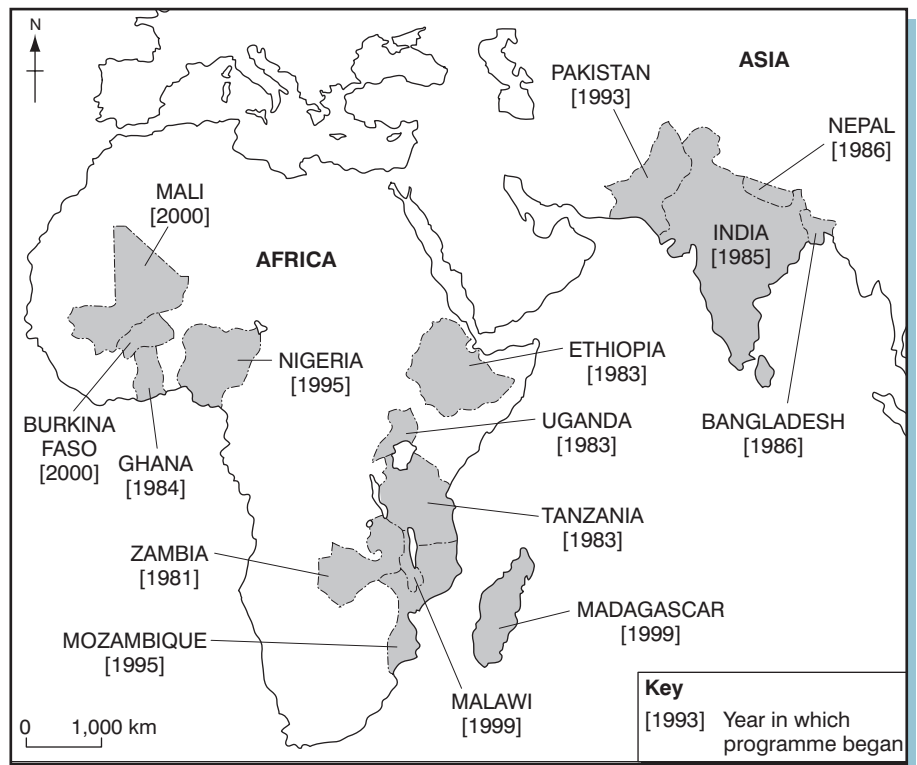 N
ASIA
PAKISTAN
[1993]
NEPAL
[1986]
MALI
[2000]
INDIA
[1985]
AFRICA
NIGERIA
[1995]
ETHIOPIA
[1983]
BURKINA
FASO
[2000]
GHANA
[1984]
UGANDA
[1983]
BANGLADESH
[1986]
TANZANIA
[1983]
ZAMBIA
[1981]
MADAGASCAR
[1999]
MOZAMBIQUE
[1995]
MALAWI
[1999]
0 1,000 km
Key
[1993] Year in which
programme began